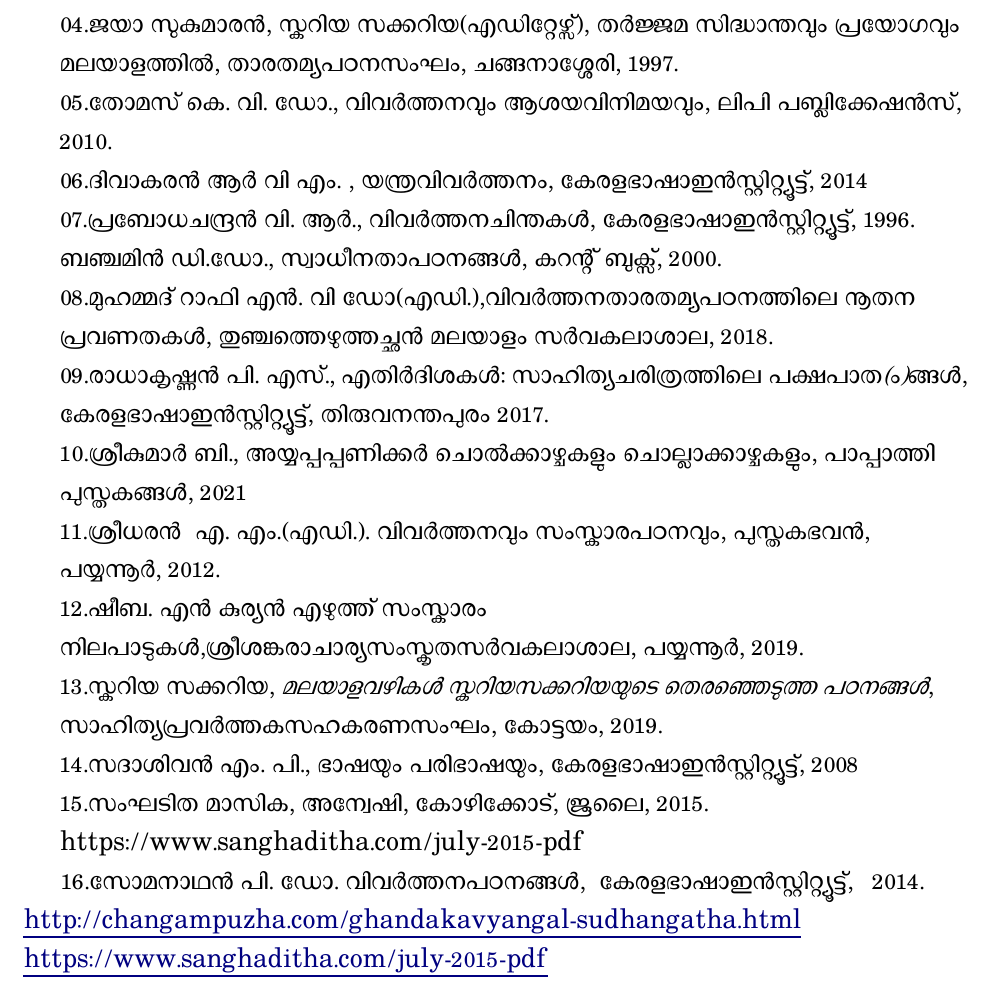 04.ജയാ സുകുമാരൻ, സ്കറിയ സക്കറിയ(എഡിറ്റേഴ്സ്), തർജ്ജമ സിദ്ധാന്തവും പ്രയോഗവും
മലയാളത്തിൽ, താരതമ്യപഠനസംഘം, ചങ്ങനാശ്ശേരി, 1997.
05.തോമസ് കെ. വി. ഡോ., വിവർത്തനവും ആശയവിനിമയവും, ലിപി പബ്ലിക്കേഷൻസ്,
2010.
06.ദിവാകരൻ ആർ വി എം. , യന്ത്രവിവർത്തനം, കേരളഭാഷാഇൻസ്റ്റിറ്റ്യൂട്ട്, 2014
07.പ്രബോധചന്ദ്രൻ വി. ആർ., വിവർത്തനചിന്തകൾ, കേരളഭാഷാഇൻസ്റ്റിറ്റ്യൂട്ട്, 1996.
ബഞ്ചമിൻ ഡി.ഡോ., സ്വാധീനതാപഠനങ്ങൾ, കറന്റ് ബുക്സ്, 2000.
08.മുഹമ്മദ് റാഫി എൻ. വി ഡോ(എഡി.),വിവർത്തനതാരതമ്യപഠനത്തിലെ നൂതന
പ്രവണതകൾ, തുഞ്ചത്തെഴുത്തച്ഛൻ മലയാളം സർവകലാശാല, 2018.
09.രാധാകൃഷ്ണൻ പി. എസ്., എതിർദിശകൾ: സാഹിത്യചരിത്രത്തിലെ പക്ഷപാത(ം)ങ്ങൾ,
കേരളഭാഷാഇൻസ്റ്റിറ്റ്യൂട്ട്, തിരുവനന്തപുരം 2017.
10.ശ്രീകുമാർ ബി., അയ്യപ്പപ്പണിക്കർ ചൊൽക്കാഴ്ചകളും ചൊല്ലാക്കാഴ്ചകളും, പാപ്പാത്തി
പുസ്തകങ്ങൾ, 2021
11.ശ്രീധരൻ എ. എം.(എഡി.). വിവർത്തനവും സംസ്കാരപഠനവും, പുസ്തകഭവൻ,
പയ്യന്നൂർ, 2012.
12.ഷീബ. എൻ കുര്യൻ എഴുത്ത് സംസ്കാരം
നിലപാടുകൾ,ശ്രീശങ്കരാചാര്യസംസ്കൃതസർവകലാശാല, പയ്യന്നൂർ, 2019.
13.സ്കറിയ സക്കറിയ, മലയാളവഴികൾ സ്കറിയസക്കറിയയുടെ തെരഞ്ഞെടുത്ത പഠനങ്ങൾ,
സാഹിത്യപ്രവർത്തകസഹകരണസംഘം, കോട്ടയം, 2019.
14.സദാശിവൻ എം. പി., ഭാഷയും പരിഭാഷയും, കേരളഭാഷാഇൻസ്റ്റിറ്റ്യൂട്ട്, 2008
15.സംഘടിത മാസിക, അന്വേഷി, കോഴിക്കോട്, ജൂലൈ, 2015.
https://www.sanghaditha.com/july-2015-pdf
16.സോമനാഥൻ പി. ഡോ. വിവർത്തനപഠനങ്ങൾ, കേരളഭാഷാഇൻസ്റ്റിറ്റ്യൂട്ട്, 2014.
http://changampuzha.com/ghandakavyangal-sudhangatha.html
https://www.sanghaditha.com/july-2015-pdf